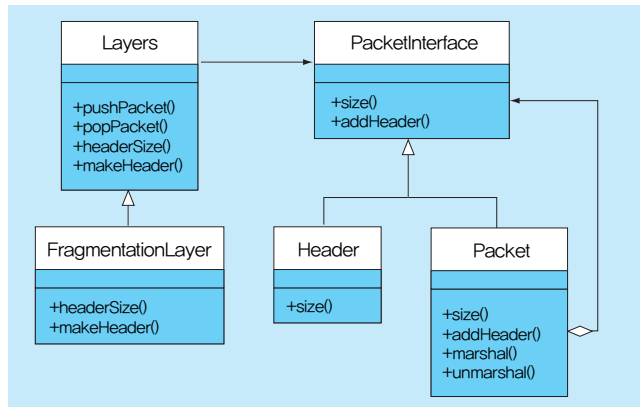 Layers
+pushPacket()
+popPacket()
+headerSize()
+makeHeader()
PacketInterface
+size()
+addHeader()
FragmentationLayer
+headerSize()
+makeHeader()
Header
+size()
Packet
+size()
+addHeader()
+marshal()
+unmarshal()